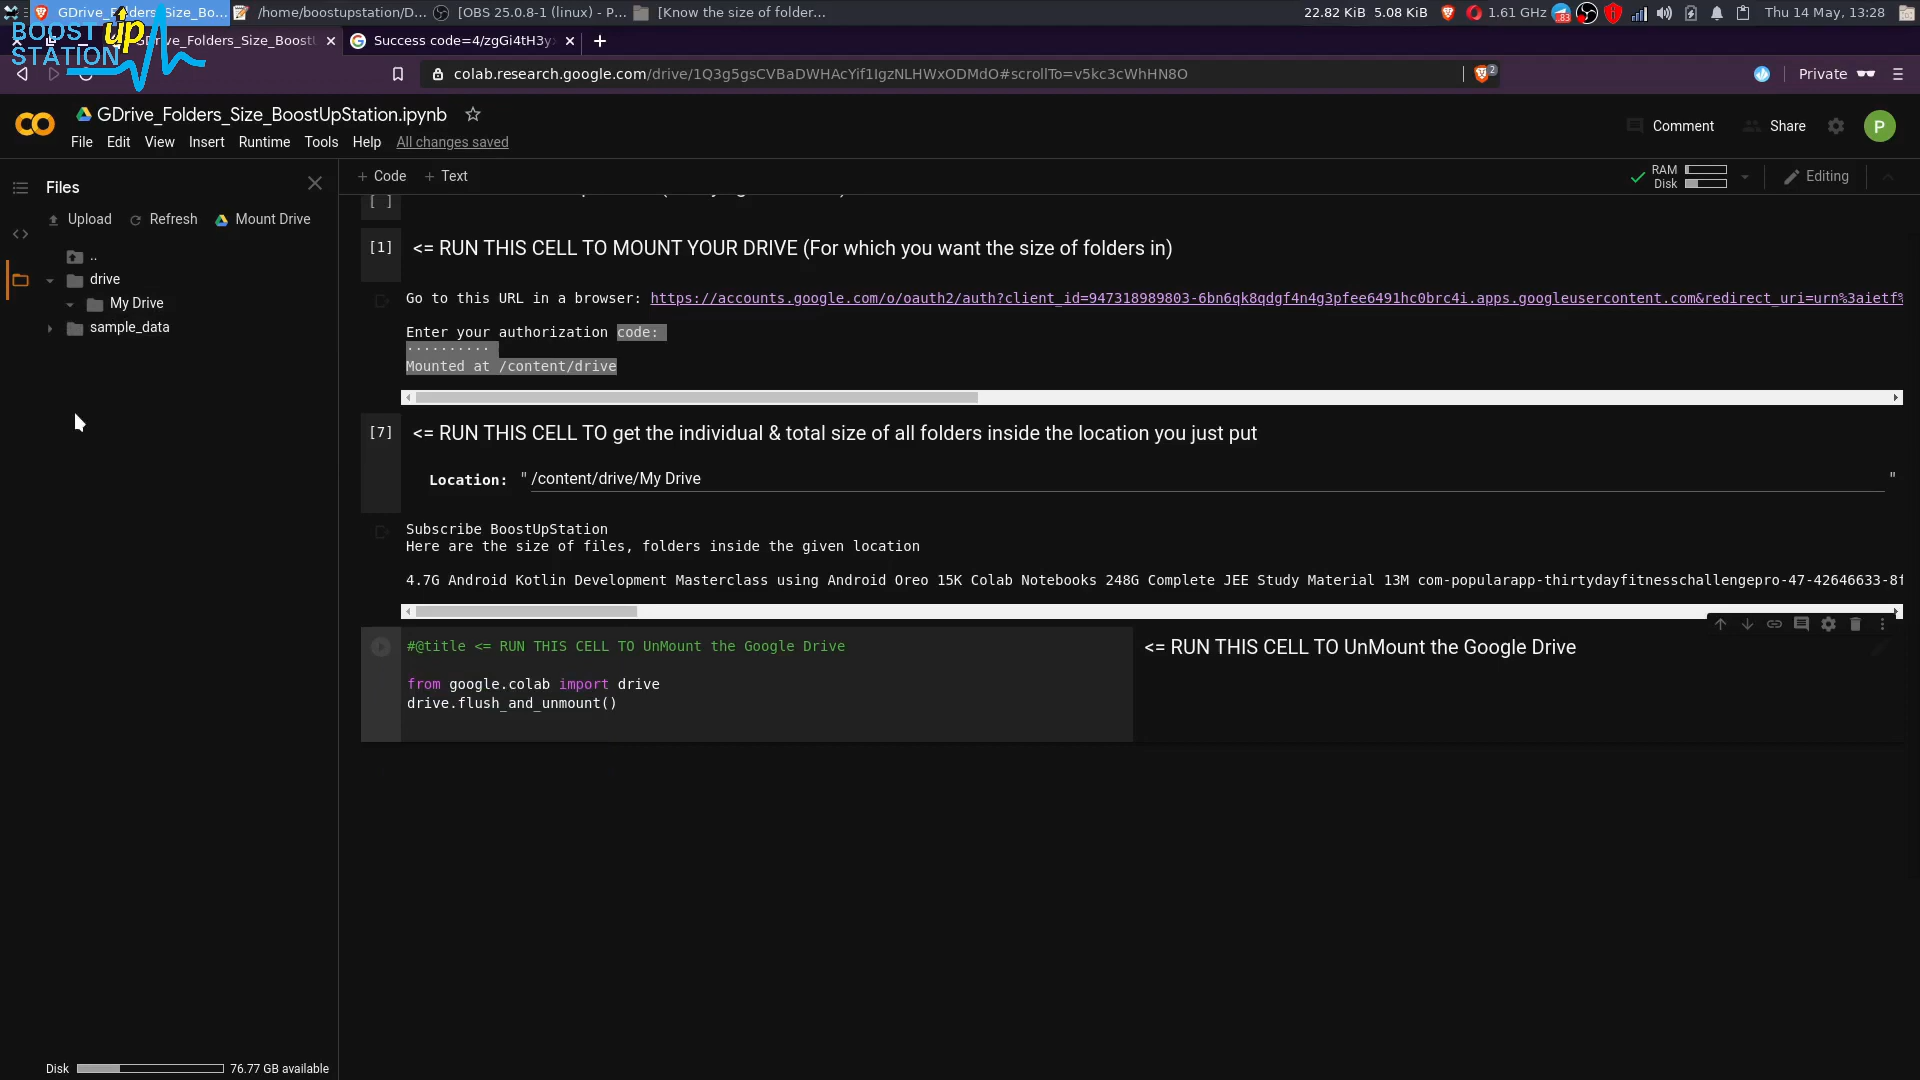 GDrive_Folders_Size_Bo...
/home/boostupstation/D...
[OBS 25.0.8-1 (linux) - P...
[Know the size of folder...
22.82 KiB 5.08 KiB
1.61 GHz
83
Thu 14 May, 13:28
BOOST up STATION
GDrive_Folders_Size_Boost
Success code=4/zgGi4tH3y
colab.research.google.com/drive/1Q3g5gsCVBaDWHAcYif1IgzNLHWxODMdO#scrollTo=v5kc3cWhHN8O
2
Private
GDrive_Folders_Size_BoostUpStation.ipynb
Comment
Share
P
File Edit View Insert Runtime Tools Help All changes saved
Files
+ Code + Text
RAM
Disk
Editing
Upload Refresh Mount Drive
..
drive
My Drive
sample_data
[ ]
[1] <= RUN THIS CELL TO MOUNT YOUR DRIVE (For which you want the size of folders in)
Go to this URL in a browser: https://accounts.google.com/o/oauth2/auth?client_id=947318989803-6bn6qk8qdgf4n4g3pfee6491hc0brc4i.apps.googleusercontent.com&redirect_uri=urn%3aietf%
Enter your authorization code:
··········
Mounted at /content/drive
[7] <= RUN THIS CELL TO get the individual & total size of all folders inside the location you just put
Location: "/content/drive/My Drive"
Subscribe BoostUpStation
Here are the size of files, folders inside the given location
4.7G Android Kotlin Development Masterclass using Android Oreo 15K Colab Notebooks 248G Complete JEE Study Material 13M com-popularapp-thirtydayfitnesschallengepro-47-42646633-8f
#@title <= RUN THIS CELL TO UnMount the Google Drive
<= RUN THIS CELL TO UnMount the Google Drive
from google.colab import drive
drive.flush_and_unmount()
Disk 76.77 GB available